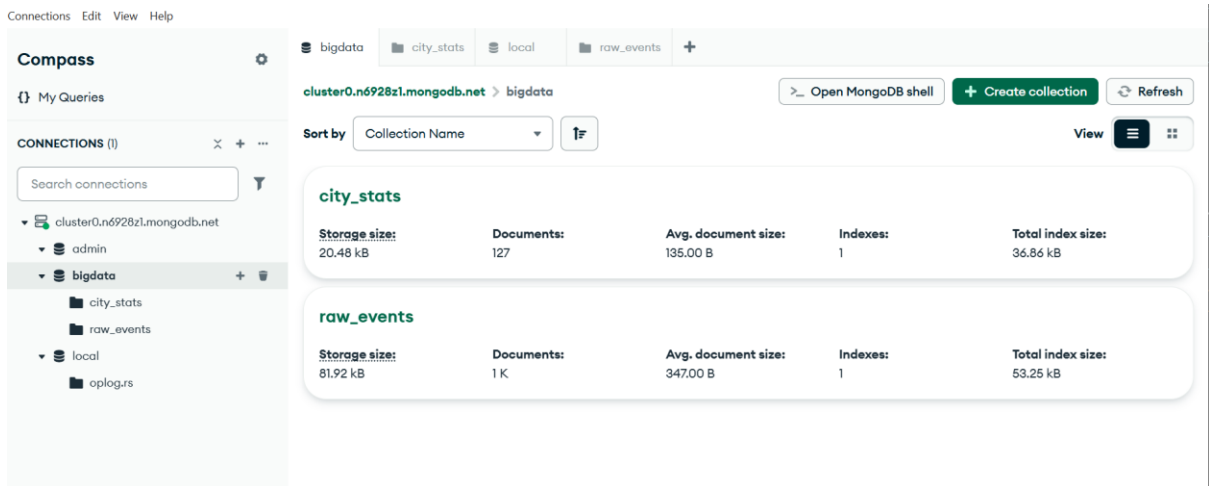 Connections Edit View Help
Compass
{} My Queries
CONNECTIONS (1)
Search connections
cluster0.n6928z1.mongodb.net
admin
bigdata
city_stats
raw_events
local
oplog.rs
bigdata city_stats local raw_events
cluster0.n6928z1.mongodb.net > bigdata
>_ Open MongoDB shell + Create collection Refresh
Sort by Collection Name View
city_stats
Storage size: Documents: Avg. document size: Indexes: Total index size:
20.48 kB 127 135.00 B 1 36.86 kB
raw_events
Storage size: Documents: Avg. document size: Indexes: Total index size:
81.92 kB 1 K 347.00 B 1 53.25 kB